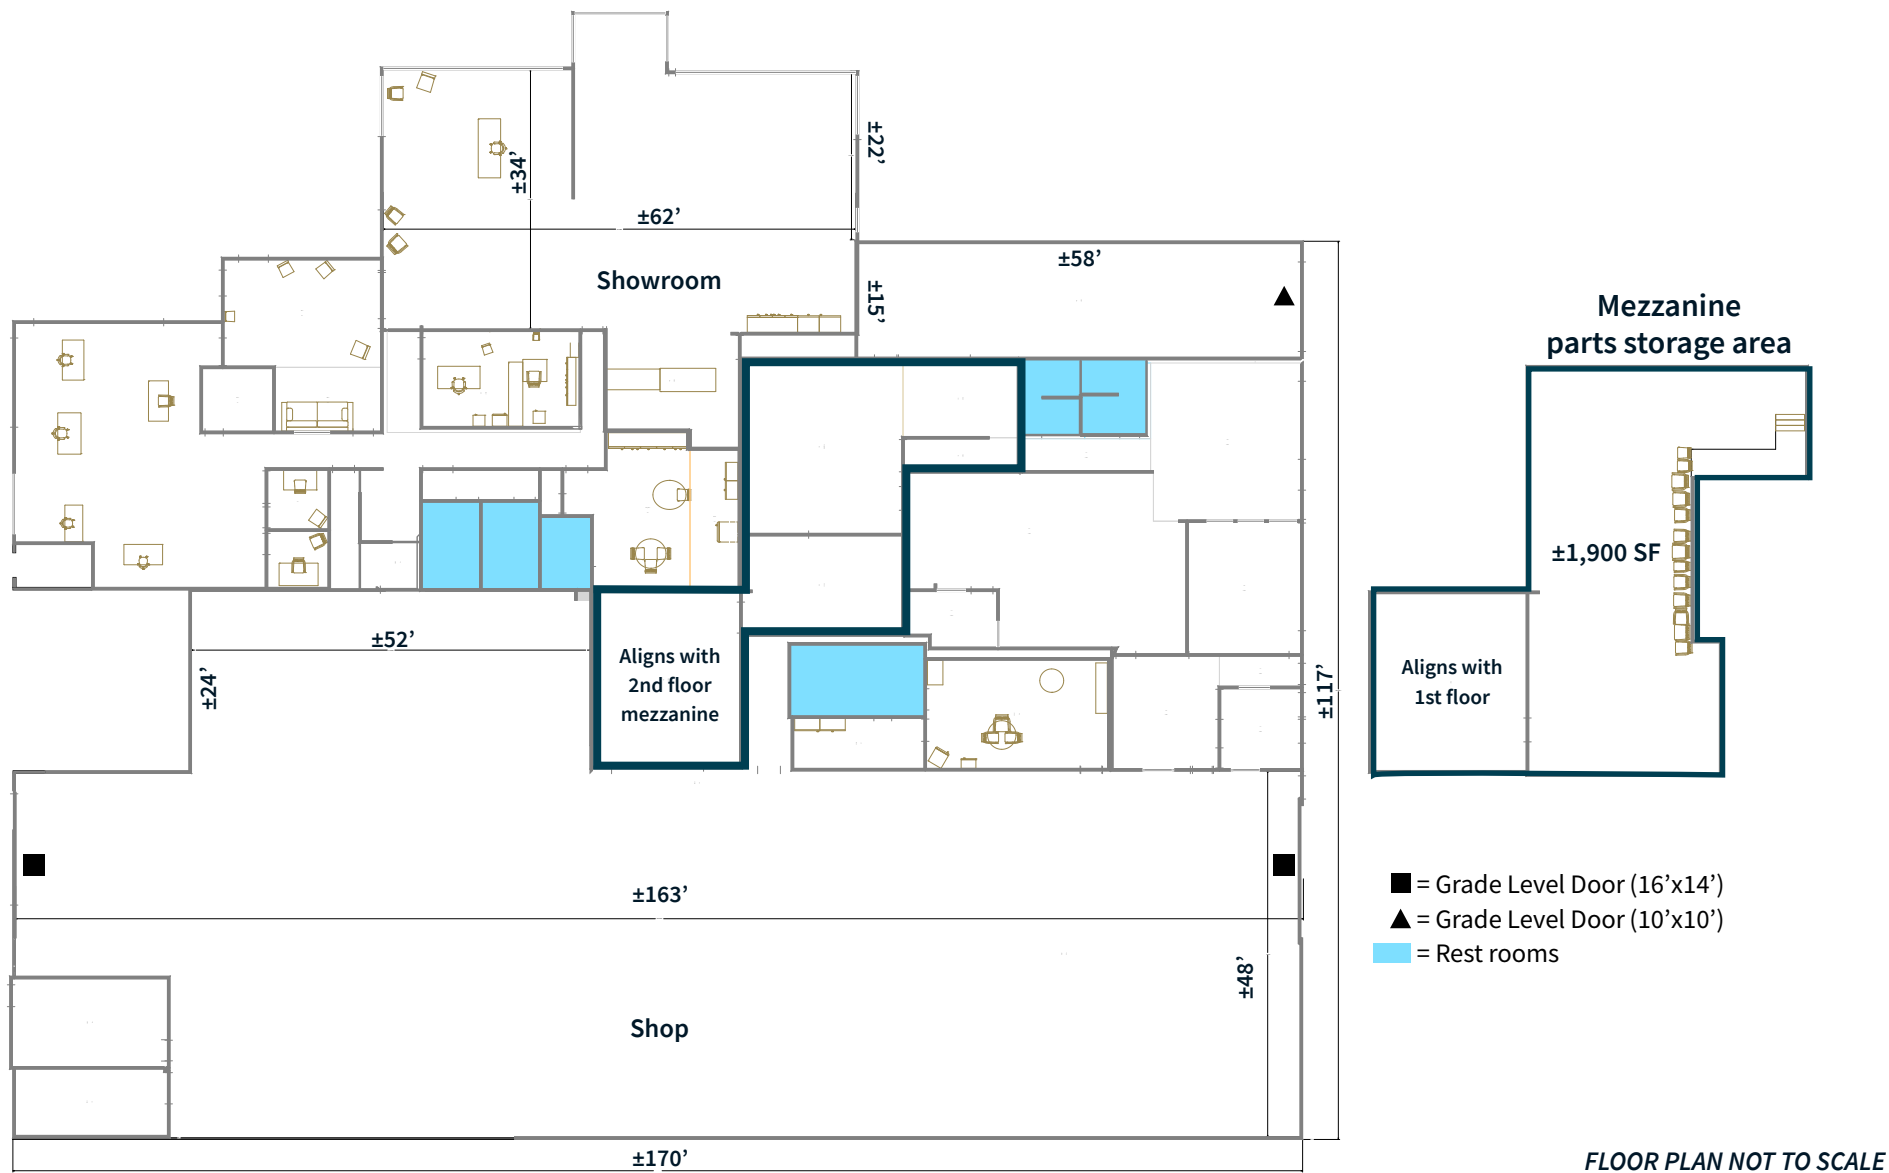 ±34’
±22’
±62’
Showroom
±58’
±15’
Mezzanine
parts storage area
±1,900 SF
±52’
±24’
Aligns with
2nd floor
mezzanine
Aligns with
1st floor
±117’
±163’
±48’
Shop
±170’
= Grade Level Door (16’x14’)
= Grade Level Door (10’x10’)
= Rest rooms
FLOOR PLAN NOT TO SCALE